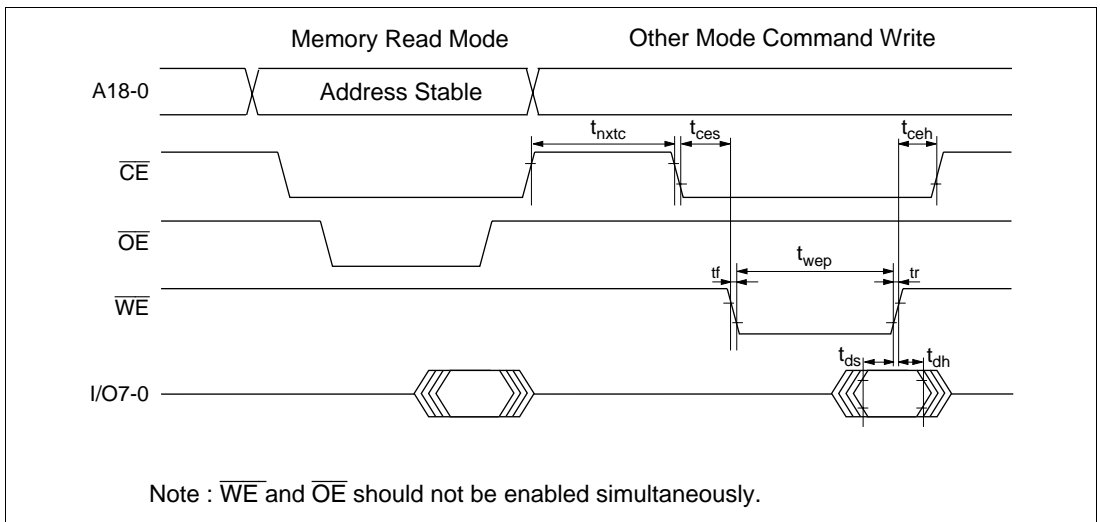 Memory Read Mode
Other Mode Command Write
A18-0
Address Stable
tnxtc
tces
tceh
CE
OE
twep
tf
tr
WE
tds
tdh
I/O7-0
Note : WE and OE should not be enabled simultaneously.